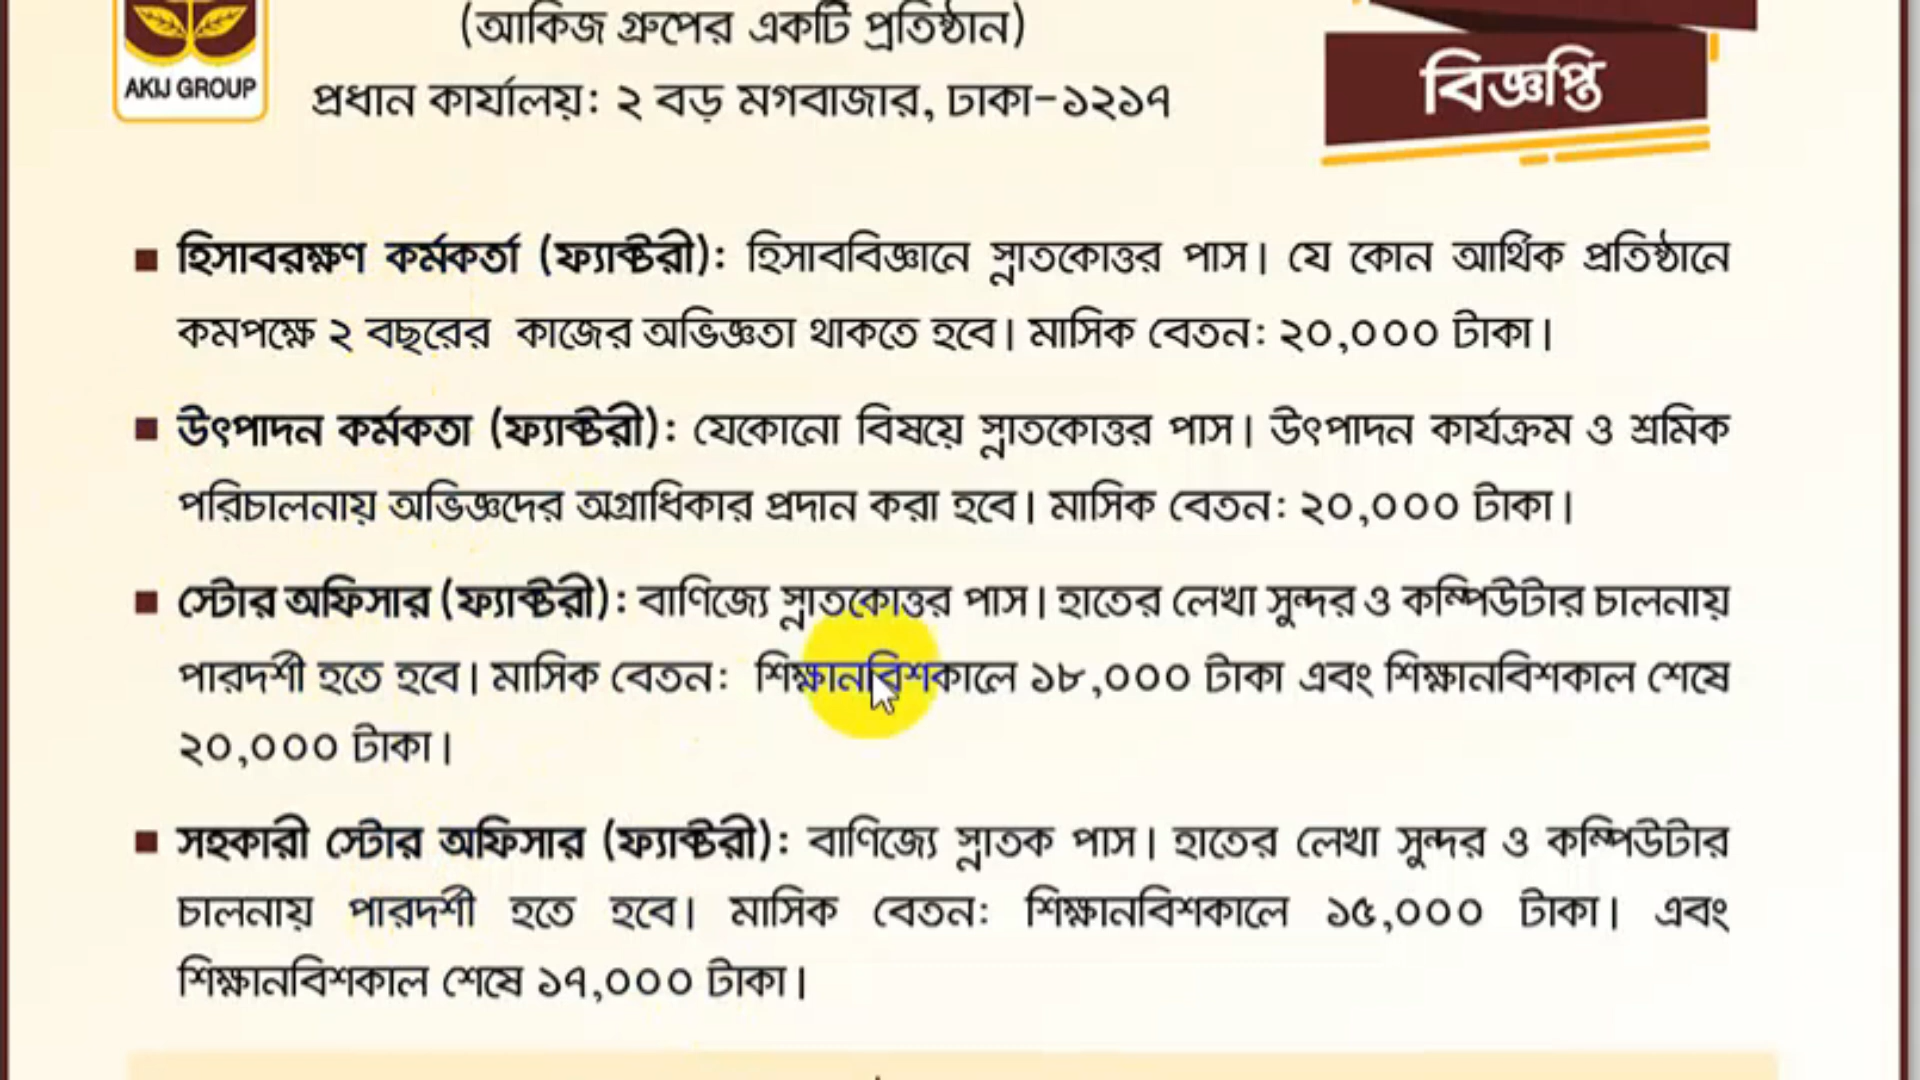 (আকিজ গ্রুপের একটি প্রতিষ্ঠান)
AKIJ GROUP
প্রধান কার্যালয়: ২ বড় মগবাজার, ঢাকা-১২১৭
বিজ্ঞপ্তি
হিসাবরক্ষণ কর্মকর্তা (ফ্যাক্টরী): হিসাববিজ্ঞানে স্নাতকোত্তর পাস। যে কোন আর্থিক প্রতিষ্ঠানে
কমপক্ষে ২ বছরের কাজের অভিজ্ঞতা থাকতে হবে। মাসিক বেতন: ২০,০০০ টাকা।
উৎপাদন কর্মকতা (ফ্যাক্টরী): যেকোনো বিষয়ে স্নাতকোত্তর পাস। উৎপাদন কার্যক্রম ও শ্রমিক
পরিচালনায় অভিজ্ঞদের অগ্রাধিকার প্রদান করা হবে। মাসিক বেতন: ২০,০০০ টাকা।
স্টোর অফিসার (ফ্যাক্টরী): বাণিজ্যে স্নাতকোত্তর পাস। হাতের লেখা সুন্দর ও কম্পিউটার চালনায়
পারদর্শী হতে হবে। মাসিক বেতন: শিক্ষানবিশকালে ১৮,০০০ টাকা এবং শিক্ষানবিশকাল শেষে
২০,০০০ টাকা।
সহকারী স্টোর অফিসার (ফ্যাক্টরী): বাণিজ্যে স্নাতক পাস। হাতের লেখা সুন্দর ও কম্পিউটার
চালনায় পারদর্শী হতে হবে। মাসিক বেতন: শিক্ষানবিশকালে ১৫,০০০ টাকা। এবং
শিক্ষানবিশকাল শেষে ১৭,০০০ টাকা।